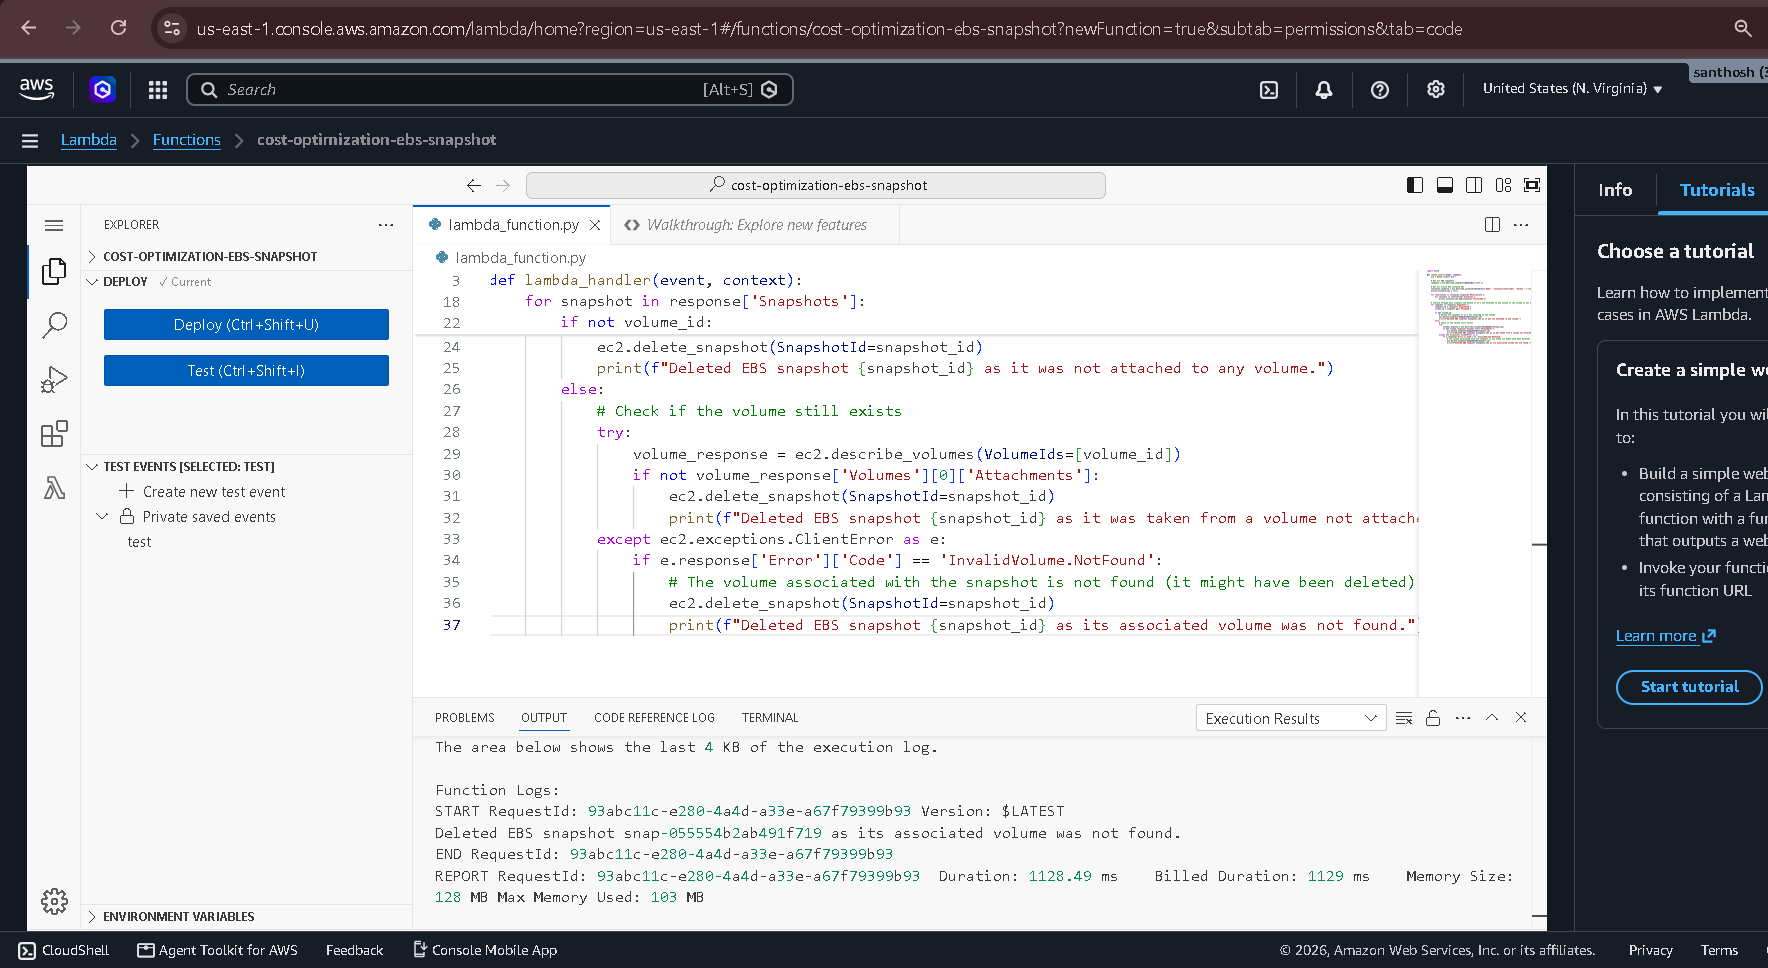 us-east-1.console.aws.amazon.com/lambda/home?region=us-east-1#/functions/cost-optimization-ebs-snapshot?newFunction=true&subtab=permissions&tab=code
aws
Search
[Alt+S]
United States (N. Virginia)
santhosh (3
Lambda
Functions
cost-optimization-ebs-snapshot
cost-optimization-ebs-snapshot
EXPLORER
COST-OPTIMIZATION-EBS-SNAPSHOT
DEPLOY
Current
Deploy (Ctrl+Shift+U)
Test (Ctrl+Shift+I)
TEST EVENTS [SELECTED: TEST]
Create new test event
Private saved events
test
ENVIRONMENT VARIABLES
lambda_function.py
Walkthrough: Explore new features
lambda_function.py
3 def lambda_handler(event, context):
18 for snapshot in response['Snapshots']:
22 if not volume_id:
24 ec2.delete_snapshot(SnapshotId=snapshot_id)
25 print(f"Deleted EBS snapshot {snapshot_id} as it was not attached to any volume.")
26 else:
27 # Check if the volume still exists
28 try:
29 volume_response = ec2.describe_volumes(VolumeIds=[volume_id])
30 if not volume_response['Volumes'][0]['Attachments']:
31 ec2.delete_snapshot(SnapshotId=snapshot_id)
32 print(f"Deleted EBS snapshot {snapshot_id} as it was taken from a volume not attache
33 except ec2.exceptions.ClientError as e:
34 if e.response['Error']['Code'] == 'InvalidVolume.NotFound':
35 # The volume associated with the snapshot is not found (it might have been deleted)
36 ec2.delete_snapshot(SnapshotId=snapshot_id)
37 print(f"Deleted EBS snapshot {snapshot_id} as its associated volume was not found.")
PROBLEMS
OUTPUT
CODE REFERENCE LOG
TERMINAL
Execution Results
The area below shows the last 4 KB of the execution log.
Function Logs:
START RequestId: 93abc11c-e280-4a4d-a33e-a67f79399b93 Version: $LATEST
Deleted EBS snapshot snap-055554b2ab491f719 as its associated volume was not found.
END RequestId: 93abc11c-e280-4a4d-a33e-a67f79399b93
REPORT RequestId: 93abc11c-e280-4a4d-a33e-a67f79399b93 Duration: 1128.49 ms Billed Duration: 1129 ms Memory Size:
128 MB Max Memory Used: 103 MB
Info
Tutorials
Choose a tutorial
Learn how to implement
cases in AWS Lambda.
Create a simple we
In this tutorial you wil
to:
• Build a simple web
consisting of a Lam
function with a fun
that outputs a web
• Invoke your functio
its function URL
Learn more
Start tutorial
CloudShell
Agent Toolkit for AWS
Feedback
Console Mobile App
© 2026, Amazon Web Services, Inc. or its affiliates.
Privacy
Terms